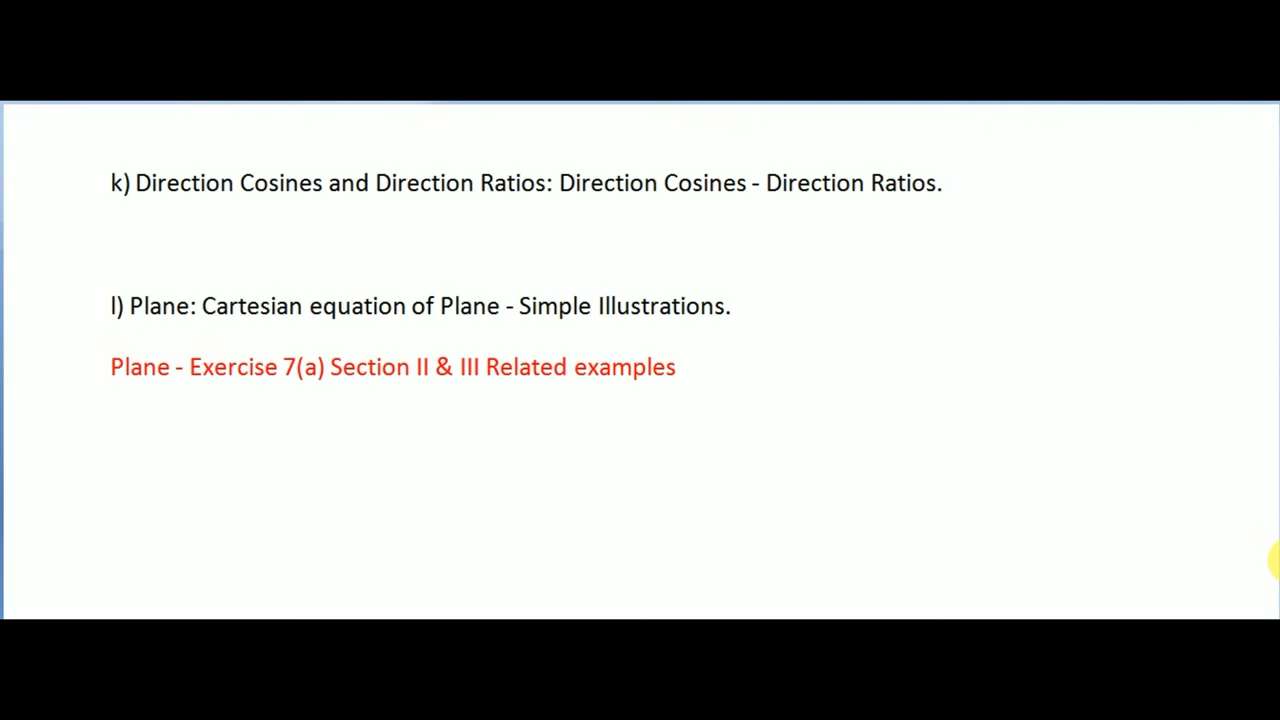 k) Direction Cosines and Direction Ratios: Direction Cosines - Direction Ratios.
l) Plane: Cartesian equation of Plane - Simple Illustrations.
Plane - Exercise 7(a) Section II & III Related examples